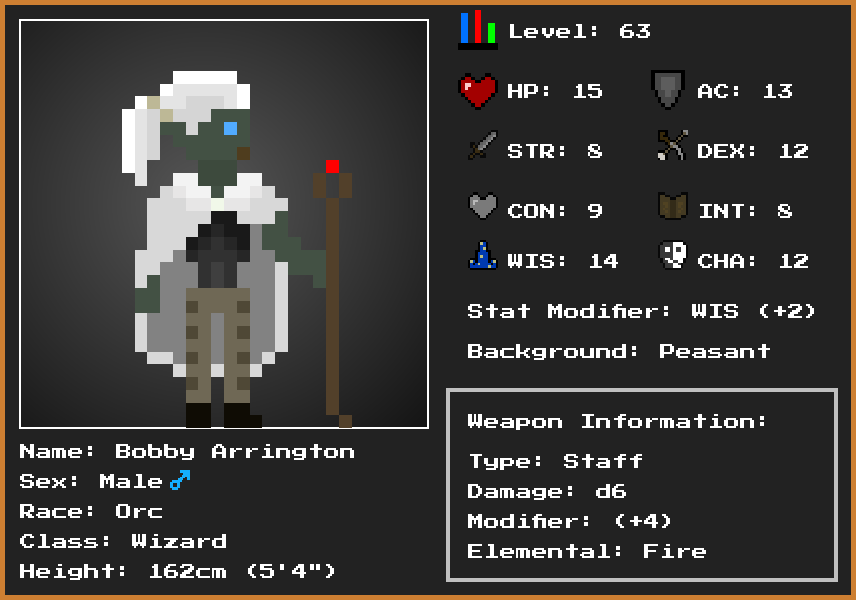 Level: 63
HP: 15
AC: 13
STR: 8
DEX: 12
CON: 9
INT: 8
WIS: 14
CHA: 12
Stat Modifier: WIS (+2)
Background: Peasant
Weapon Information:
Type: Staff
Damage: d6
Modifier: (+4)
Elemental: Fire
Name: Bobby Arrington
Sex: Male ♂
Race: Orc
Class: Wizard
Height: 162cm (5'4")